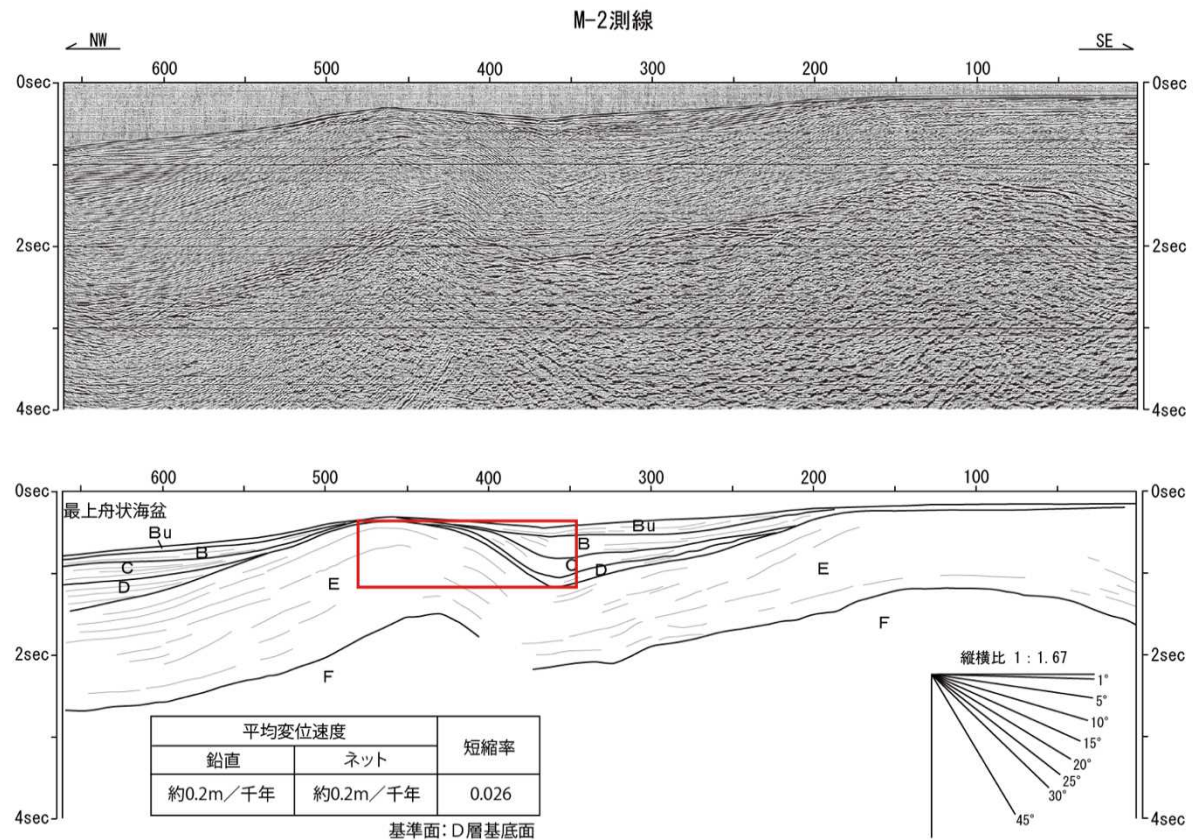 M-2測線
NW
SE
600 500 400 300 200 100
0sec
0sec
2sec
2sec
4sec
4sec
600 500 400 300 200 100
0sec
0sec
最上舟状海盆
Bu
B
C
D
E
F
Bu
B
C
D
E
F
2sec
2sec
縦横比 1:1.67
1°
5°
10°
15°
20°
25°
30°
45°
平均変位速度 短縮率
鉛直 ネット
約0.2m/千年 約0.2m/千年 0.026
基準面:D層基底面
4sec
4sec